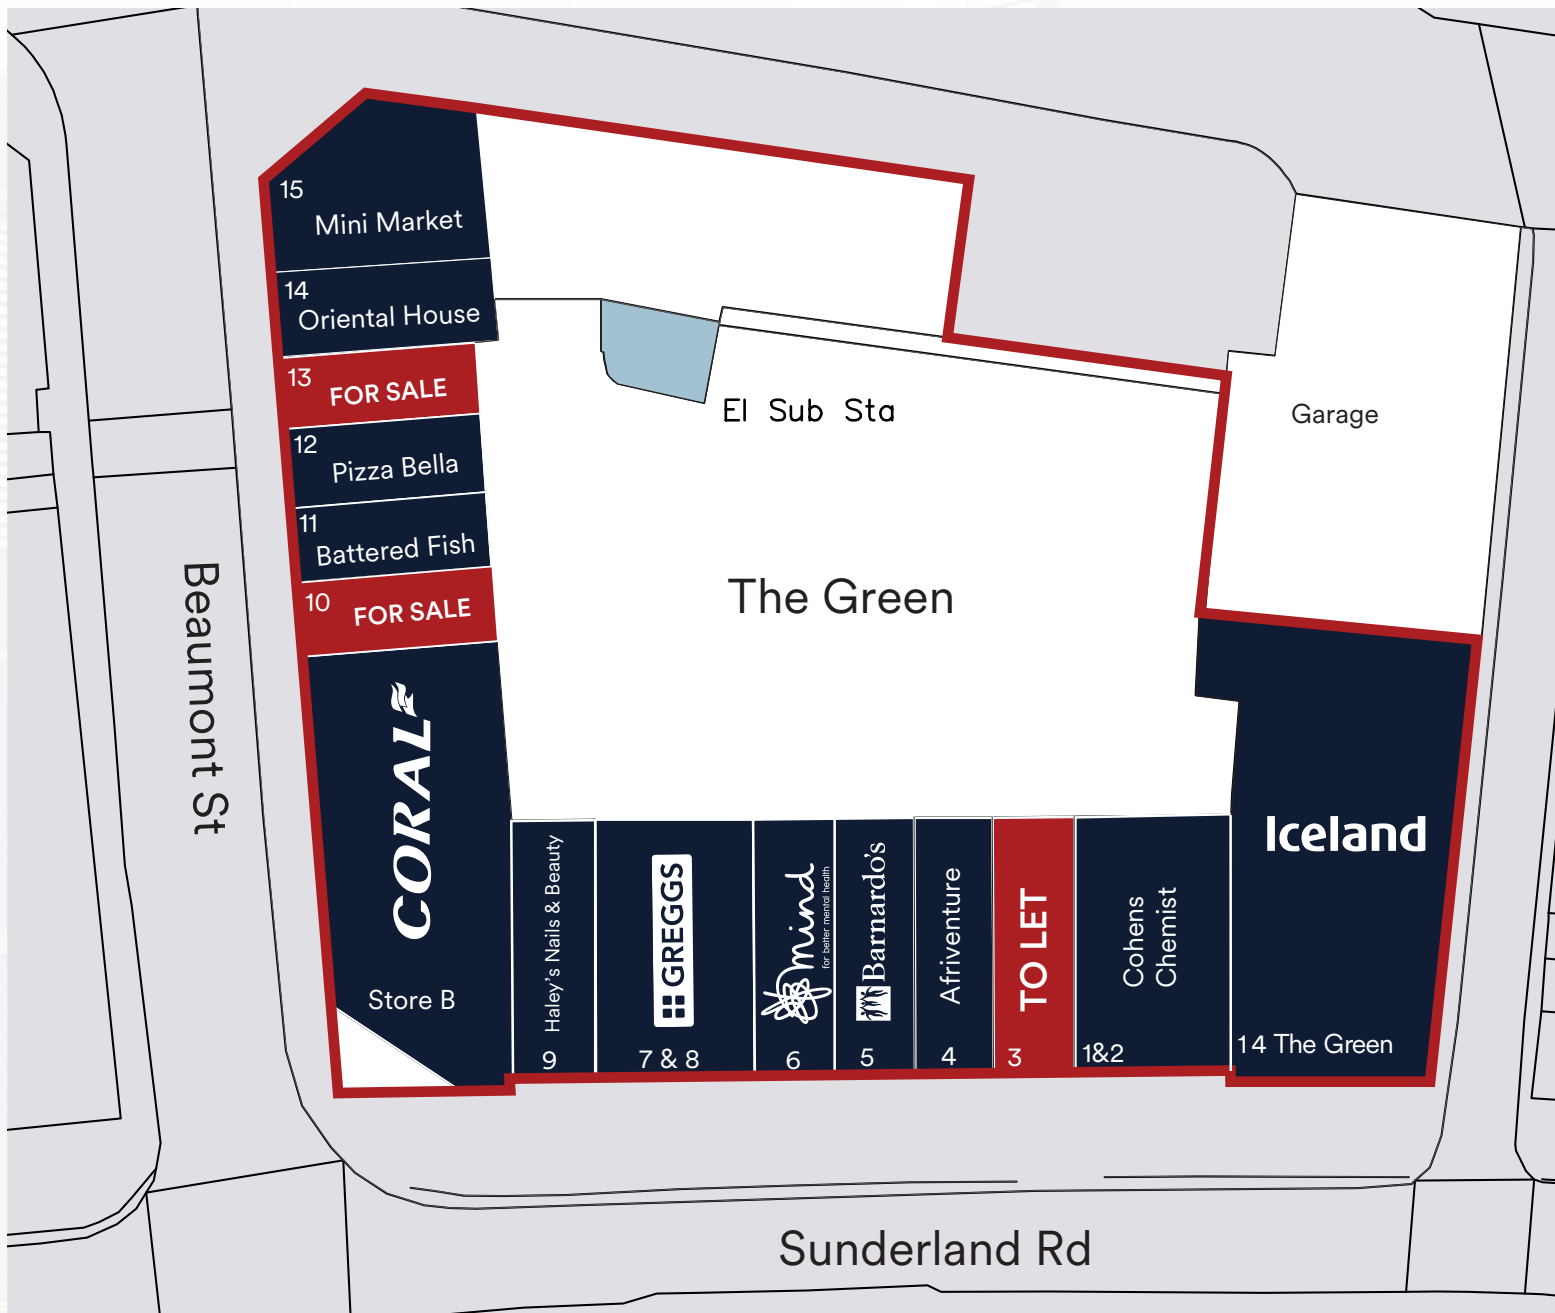 15
Mini Market
14
Oriental House
13
FOR SALE
12
Pizza Bella
11
Battered Fish
10
FOR SALE
CORAL
Store B
Beaumont St
El Sub Sta
The Green
Garage
Haley's Nails & Beauty
9
GREGGS
7 & 8
mind
for better mental health
6
Barnardo's
5
Afriventure
4
TO LET
3
Cohens
Chemist
1&2
Iceland
14 The Green
Sunderland Rd